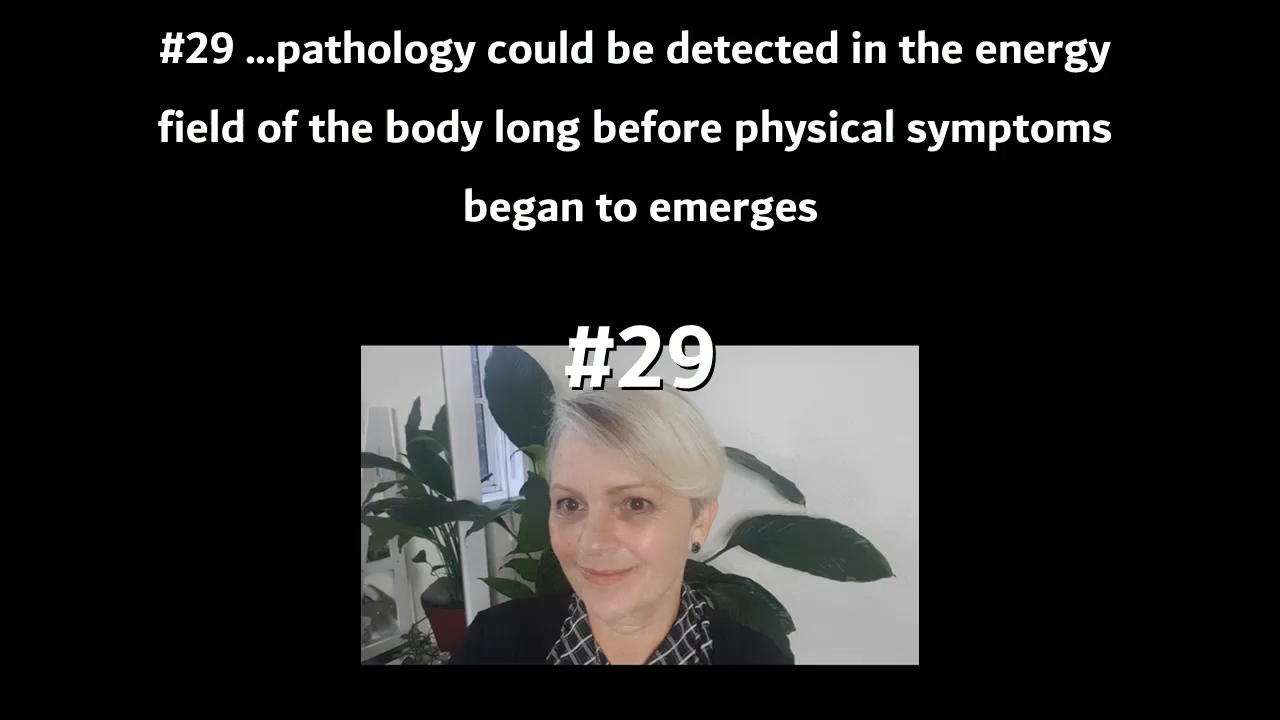 #29 ...pathology could be detected in the energy
field of the body long before physical symptoms
began to emerges
#29